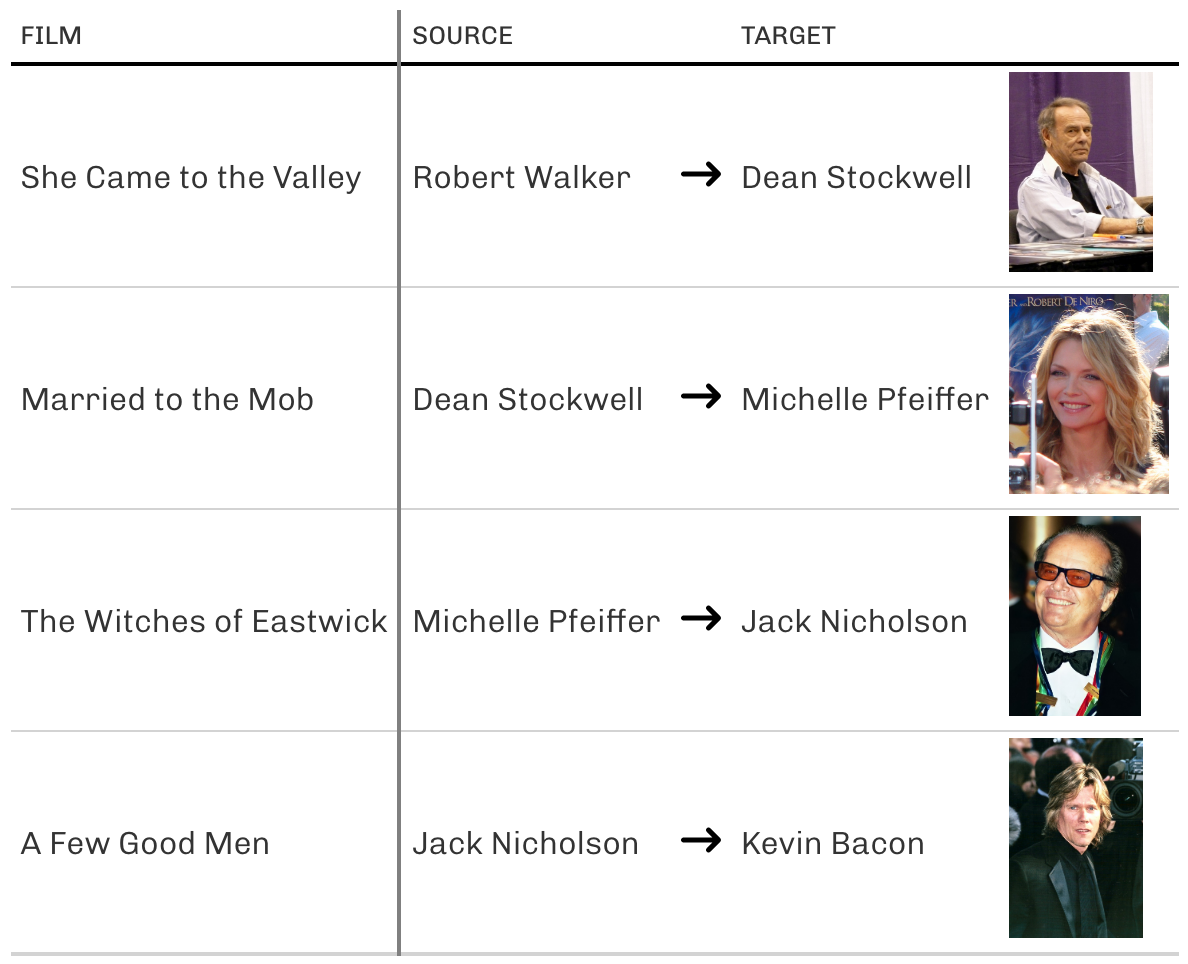 FILM SOURCE TARGET
She Came to the Valley Robert Walker → Dean Stockwell
ROBERT DE NIRO
Married to the Mob Dean Stockwell → Michelle Pfeiffer
The Witches of Eastwick Michelle Pfeiffer → Jack Nicholson
A Few Good Men Jack Nicholson → Kevin Bacon